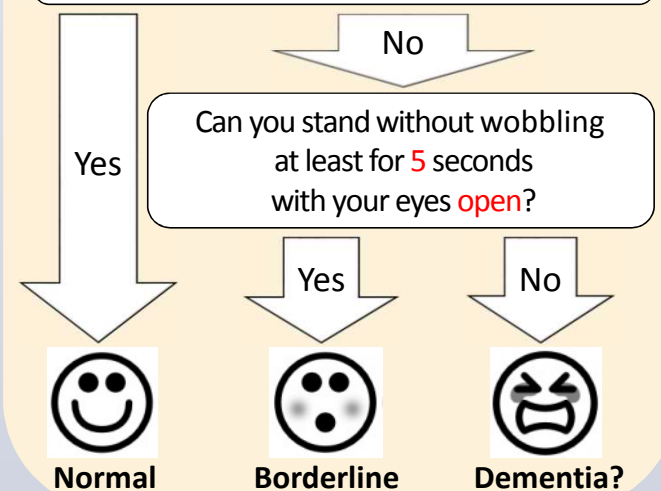 No
Can you stand without wobbling
Yes
at least for 5 seconds
with your eyes open?
Yes
No
Normal
Borderline
Dementia?